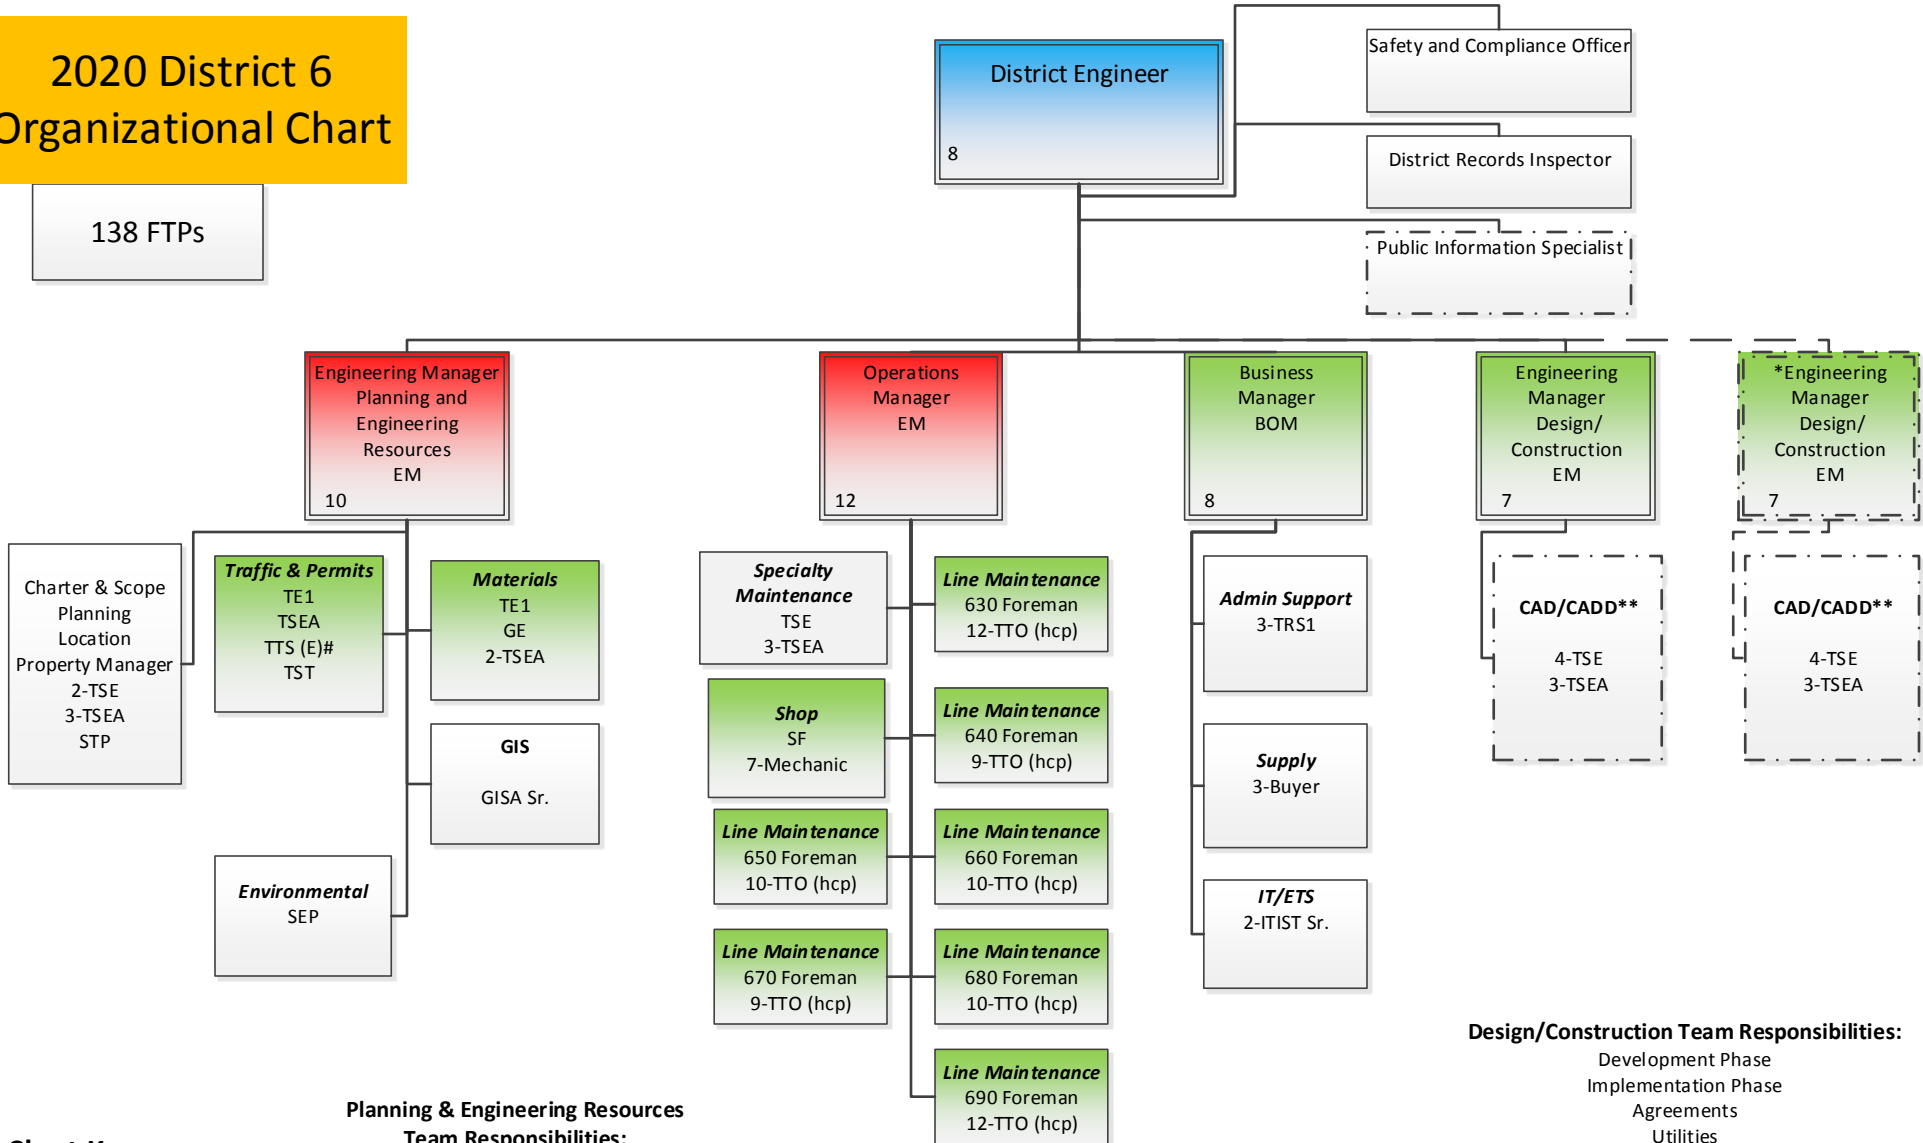 2020 District 6
Organizational Chart
138 FTPs
District Engineer
8
Safety and Compliance Officer
District Records Inspector
Public Information Specialist
Engineering Manager
Planning and
Engineering
Resources
EM
10
Operations
Manager
EM
12
Business
Manager
BOM
8
Engineering
Manager
Design/
Construction
EM
7
*Engineering
Manager
Design/
Construction
EM
7
Charter & Scope
Planning
Location
Property Manager
2-TSE
3-TSEA
STP
Traffic & Permits
TE1
TSEA
TTS (E)#
TST
Materials
TE1
GE
2-TSEA
GIS
GISA Sr.
Environmental
SEP
Specialty
Maintenance
TSE
3-TSEA
Line Maintenance
630 Foreman
12-TTO (hcp)
Shop
SF
7-Mechanic
Line Maintenance
640 Foreman
9-TTO (hcp)
Line Maintenance
650 Foreman
10-TTO (hcp)
Line Maintenance
660 Foreman
10-TTO (hcp)
Line Maintenance
670 Foreman
9-TTO (hcp)
Line Maintenance
680 Foreman
10-TTO (hcp)
Line Maintenance
690 Foreman
12-TTO (hcp)
Admin Support
3-TRS1
Supply
3-Buyer
IT/ETS
2-ITIST Sr.
CAD/CADD**
4-TSE
3-TSEA
CAD/CADD**
4-TSE
3-TSEA
Planning & Engineering Resources
Team Responsibilities:
Design/Construction Team Responsibilities:
Development Phase
Implementation Phase
Agreements
Utilities